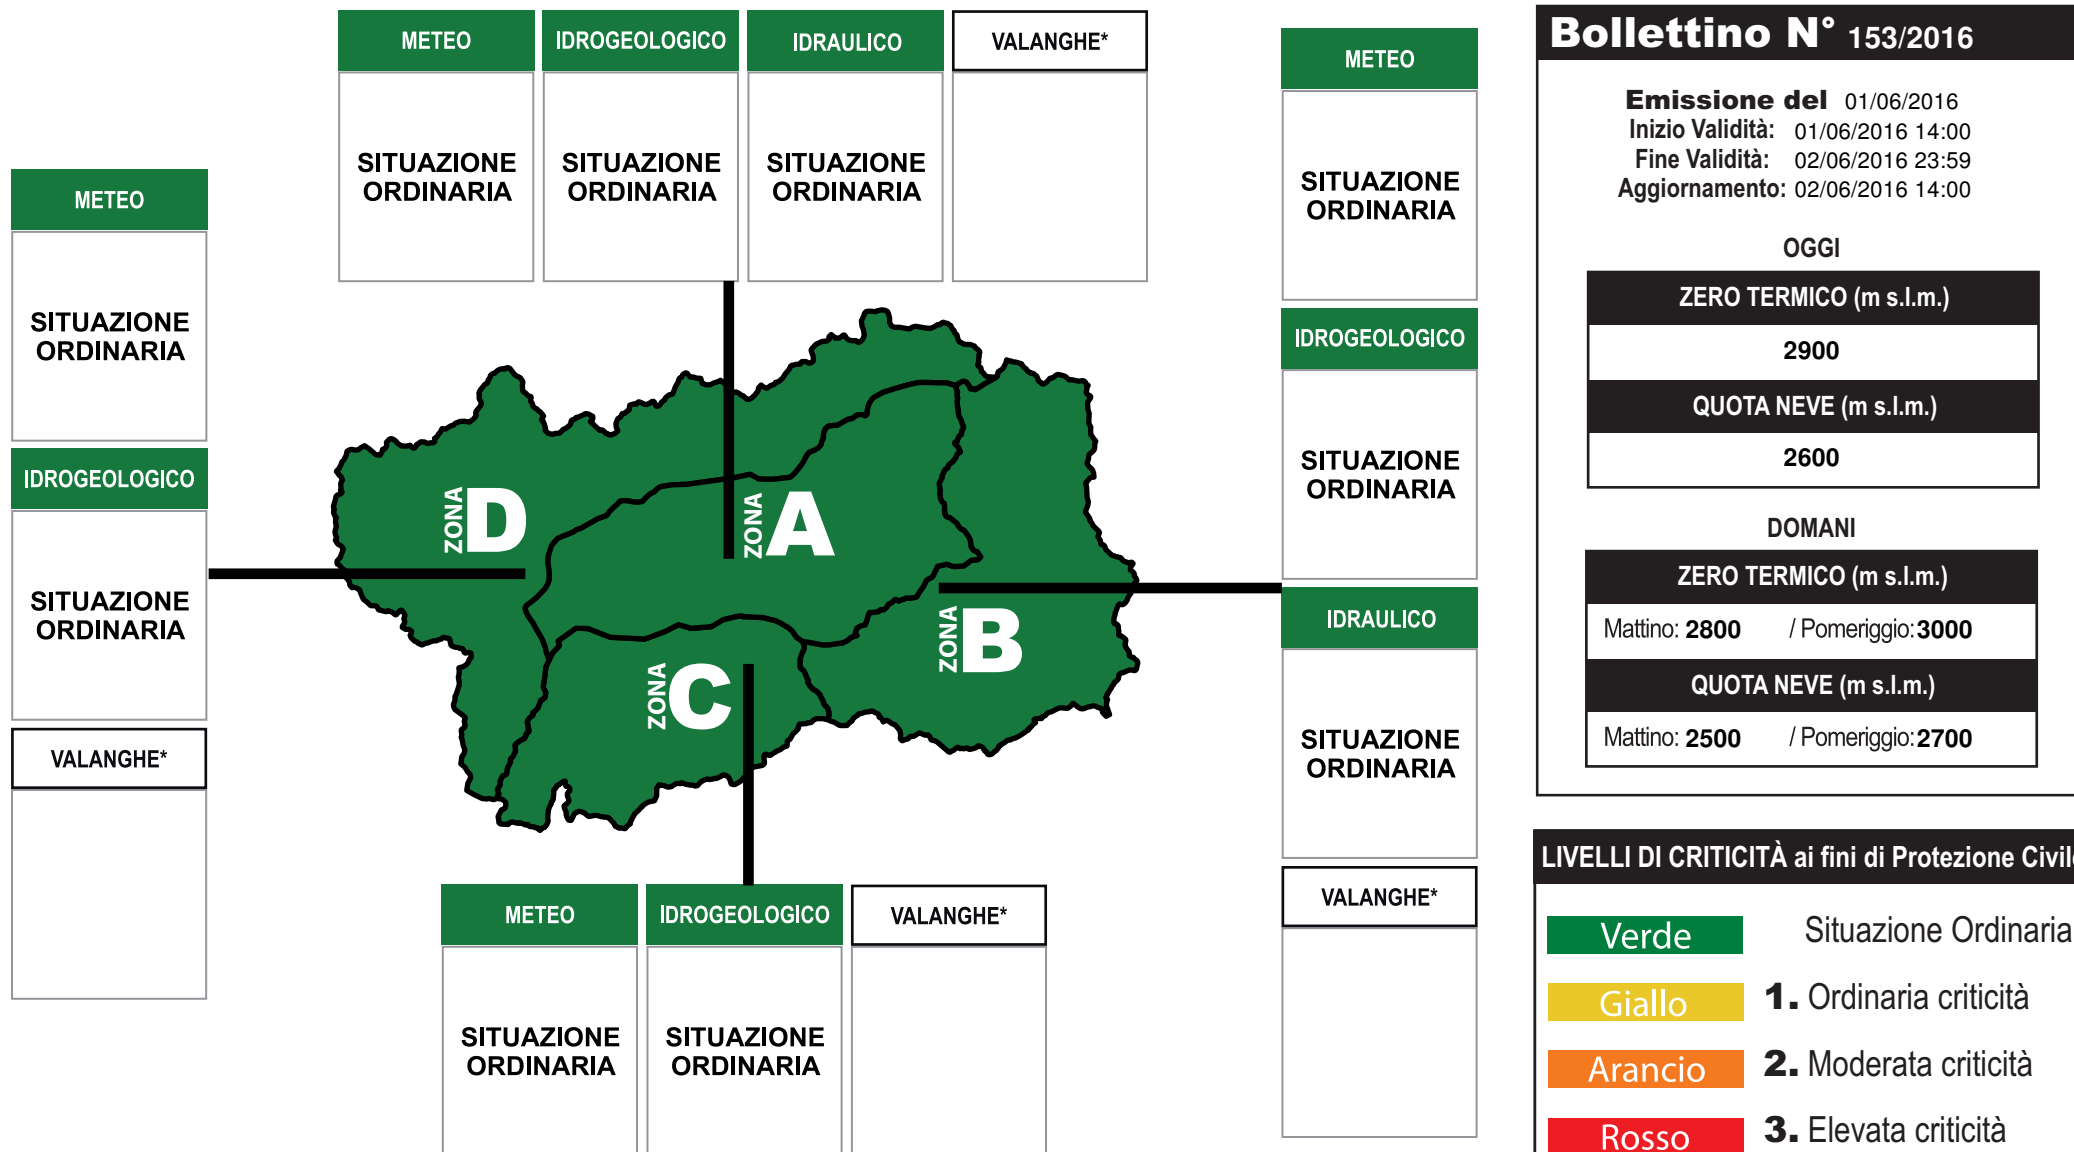 METEO
IDROGEOLOGICO
IDRAULICO
VALANGHE*
SITUAZIONE
ORDINARIA
SITUAZIONE
ORDINARIA
SITUAZIONE
ORDINARIA
METEO
SITUAZIONE
ORDINARIA
IDROGEOLOGICO
SITUAZIONE
ORDINARIA
VALANGHE*
ZONA D
ZONA A
ZONA B
ZONA C
METEO
SITUAZIONE
ORDINARIA
IDROGEOLOGICO
SITUAZIONE
ORDINARIA
IDRAULICO
SITUAZIONE
ORDINARIA
VALANGHE*
METEO
IDROGEOLOGICO
VALANGHE*
SITUAZIONE
ORDINARIA
SITUAZIONE
ORDINARIA
Bollettino N° 153/2016
Emissione del 01/06/2016
Inizio Validità: 01/06/2016 14:00
Fine Validità: 02/06/2016 23:59
Aggiornamento: 02/06/2016 14:00
OGGI
ZERO TERMICO (m s.l.m.)
2900
QUOTA NEVE (m s.l.m.)
2600
DOMANI
ZERO TERMICO (m s.l.m.)
Mattino: 2800 / Pomeriggio: 3000
QUOTA NEVE (m s.l.m.)
Mattino: 2500 / Pomeriggio: 2700
LIVELLI DI CRITICITÀ ai fini di Protezione Civile
Verde Situazione Ordinaria
Giallo 1. Ordinaria criticità
Arancio 2. Moderata criticità
Rosso 3. Elevata criticità